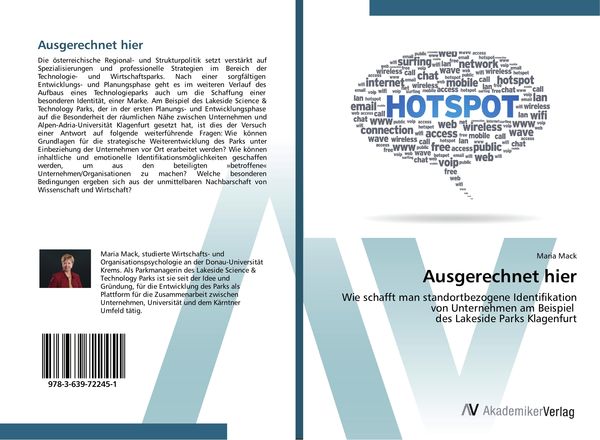 Ausgerechnet hier
Die österreichische Regional- und Strukturpolitik setzt verstärkt auf
Spezialisierungen und professionelle Strategien im Bereich der
Technologie- und Wirtschaftsparks. Nach einer sorgfältigen
Entwicklungs- und Planungsphase geht es im weiteren Verlauf des
Aufbaus eines Technologieparks auch um die Schaffung einer
besonderen Identität, einer Marke. Am Beispiel des Lakeside Science &
Technology Parks, der in der ersten Planungs- und Entwicklungsphase
auf die Besonderheit der räumlichen Nähe zwischen Unternehmen und
Alpen-Adria-Universität Klagenfurt gesetzt hat, ist dies der Versuch
einer Antwort auf folgende weiterführende Fragen: Wie können
Grundlagen für die strategische Weiterentwicklung des Parks unter
Einbeziehung der Unternehmen vor Ort erarbeitet werden? Wie können
inhaltliche und emotionelle Identifikationsmöglichkeiten geschaffen
werden, um aus den beteiligten »betroffene«
Unternehmen/Organisationen zu machen? Welche besonderen
Bedingungen ergeben sich aus der unmittelbaren Nachbarschaft von
Wissenschaft und Wirtschaft?
Maria Mack, studierte Wirtschafts- und
Organisationspsychologie an der Donau-Universität
Krems. Als Parkmanagerin des Lakeside Science &
Technology Parks ist sie seit der Idee und
Gründung, für die Entwicklung des Parks als
Plattform für die Zusammenarbeit zwischen
Unternehmen, Universität und dem Kärntner
Umfeld tätig.
978-3-639-72245-1
surfing lan network
wireless call chat wave
internet call mobile web wifi hotspot
email
chat
HOTSPOT
lan
wifi
connection web net wireless
www public free access public
voip
free
Maria Mack
Ausgerechnet hier
Wie schafft man standortbezogene Identifikation
von Unternehmen am Beispiel
des Lakeside Parks Klagenfurt
AV AkademikerVerlag